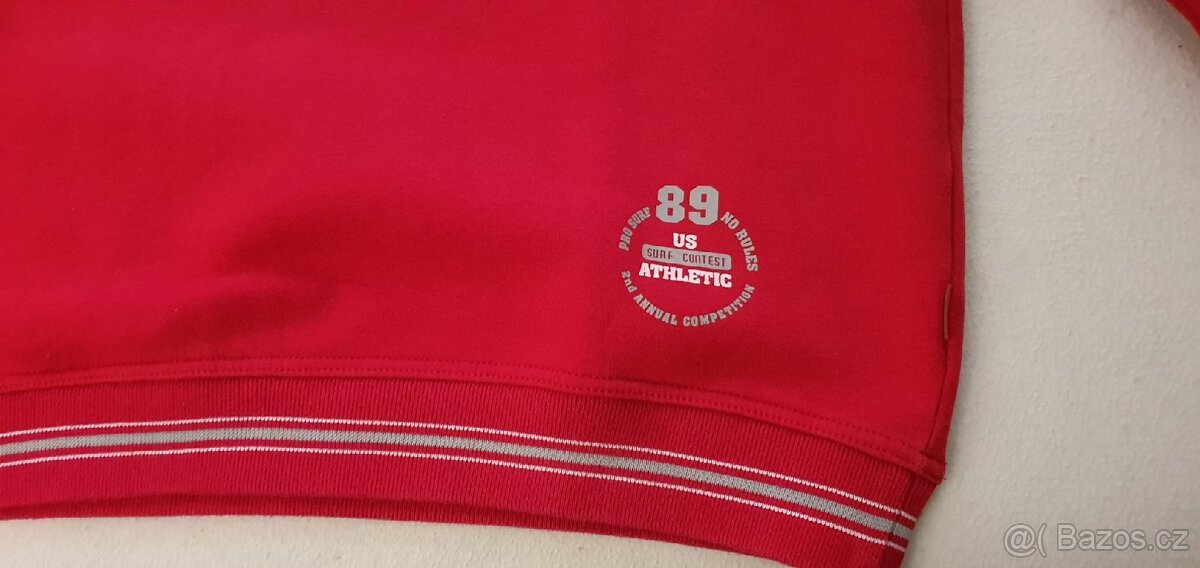 89
PRO SURF
NO RULES
US
SURF CONTEST
ATHLETIC
2nd ANNUAL COMPETITION
@( Bazos.cz